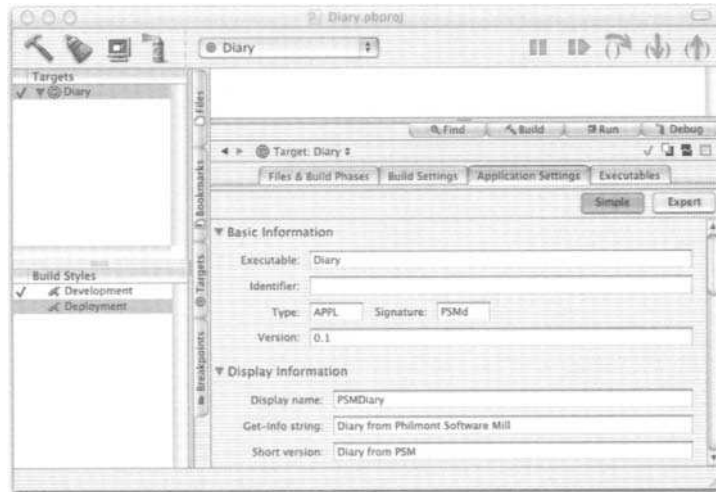 Diary.pbproj
Diary
Targets
Diary
Files
Bookmarks
Targets
Breakpoints
Build Styles
Development
Deployment
Find
Build
Run
Debug
Target: Diary
Files & Build Phases
Build Settings
Application Settings
Executables
Simple
Expert
Basic Information
Executable: Diary
Identifier:
Type: APPL Signature: PSMd
Version: 0.1
Display Information
Display name: PSMDiary
Get-Info string: Diary from Philmont Software Mill
Short version: Diary from PSM